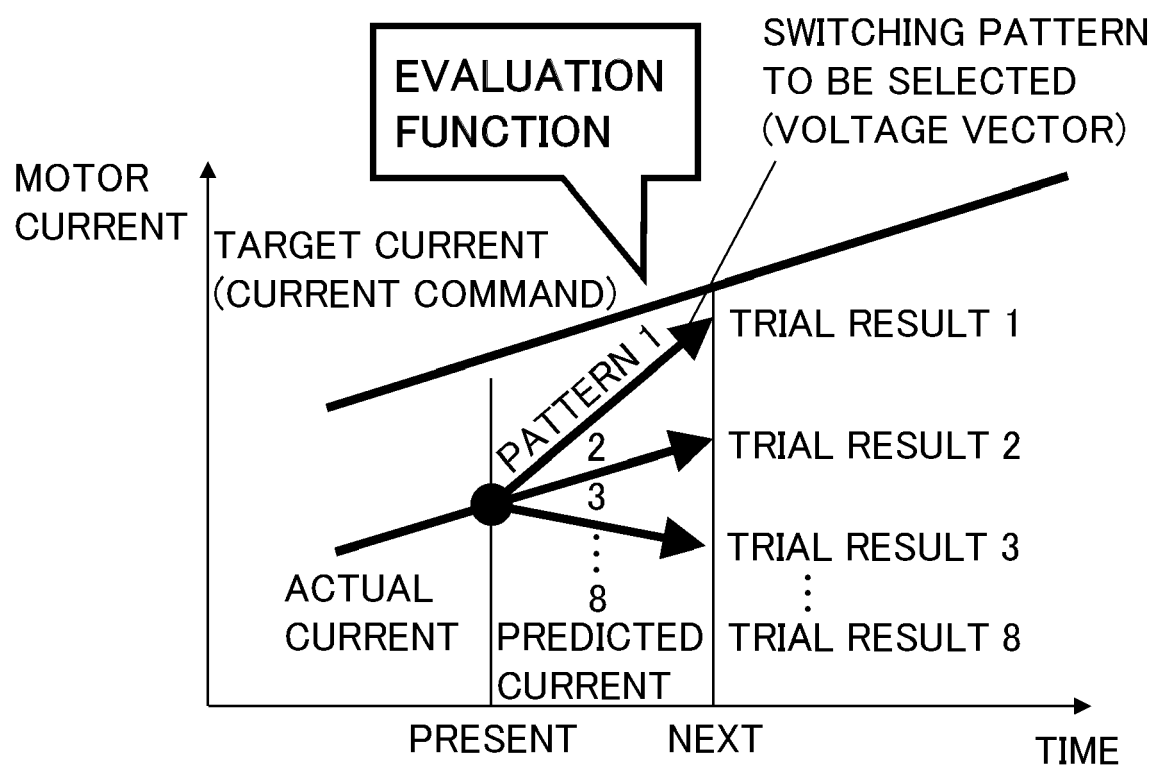 EVALUATION
FUNCTION
SWITCHING PATTERN
TO BE SELECTED
(VOLTAGE VECTOR)
MOTOR
CURRENT
TARGET CURRENT
(CURRENT COMMAND)
PATTERN 1
2
3
8
TRIAL RESULT 1
TRIAL RESULT 2
TRIAL RESULT 3
TRIAL RESULT 8
ACTUAL
CURRENT
PREDICTED
CURRENT
PRESENT
NEXT
TIME